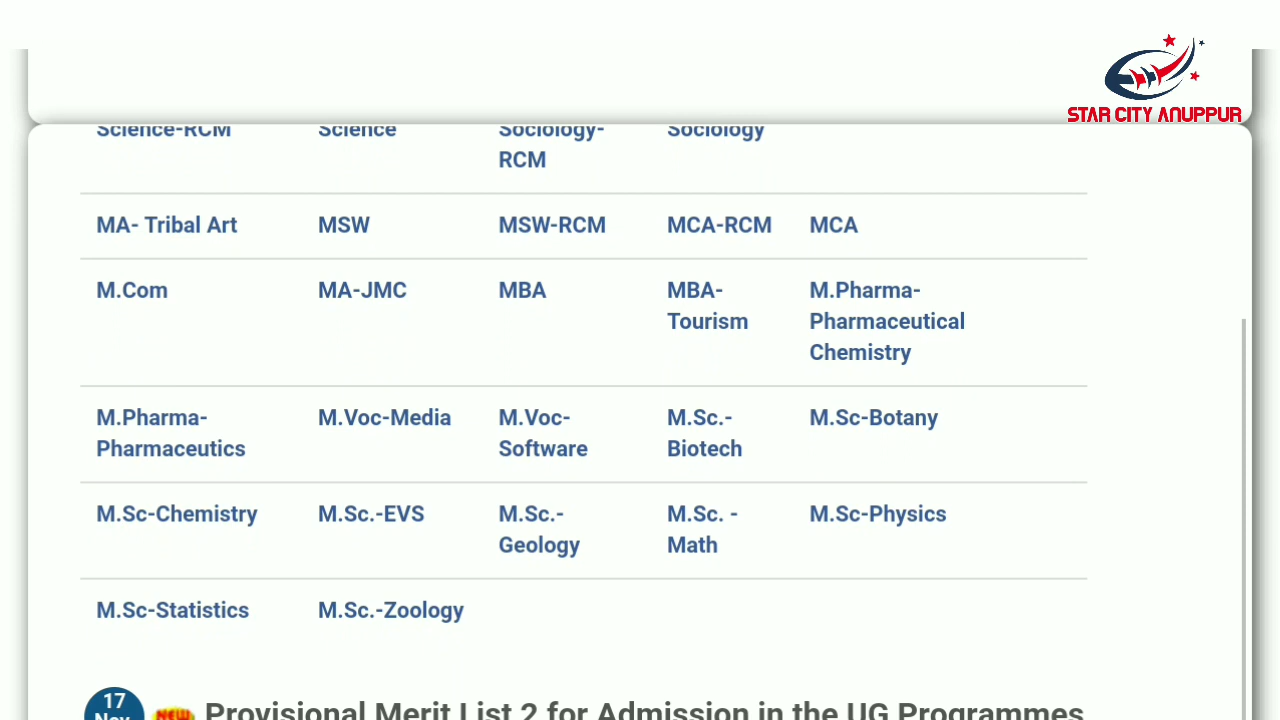 STAR CITY ANUPPUR
Science-RCM Science Sociology- Sociology
RCM
MA- Tribal Art MSW MSW-RCM MCA-RCM MCA
M.Com MA-JMC MBA MBA- M.Pharma-
Tourism Pharmaceutical
Chemistry
M.Pharma- M.Voc-Media M.Voc- M.Sc.- M.Sc-Botany
Pharmaceutics Software Biotech
M.Sc-Chemistry M.Sc.-EVS M.Sc.- M.Sc. - M.Sc-Physics
Geology Math
M.Sc-Statistics M.Sc.-Zoology
17
Nov NEW Provisional Merit List 2 for Admission in the UG Programmes